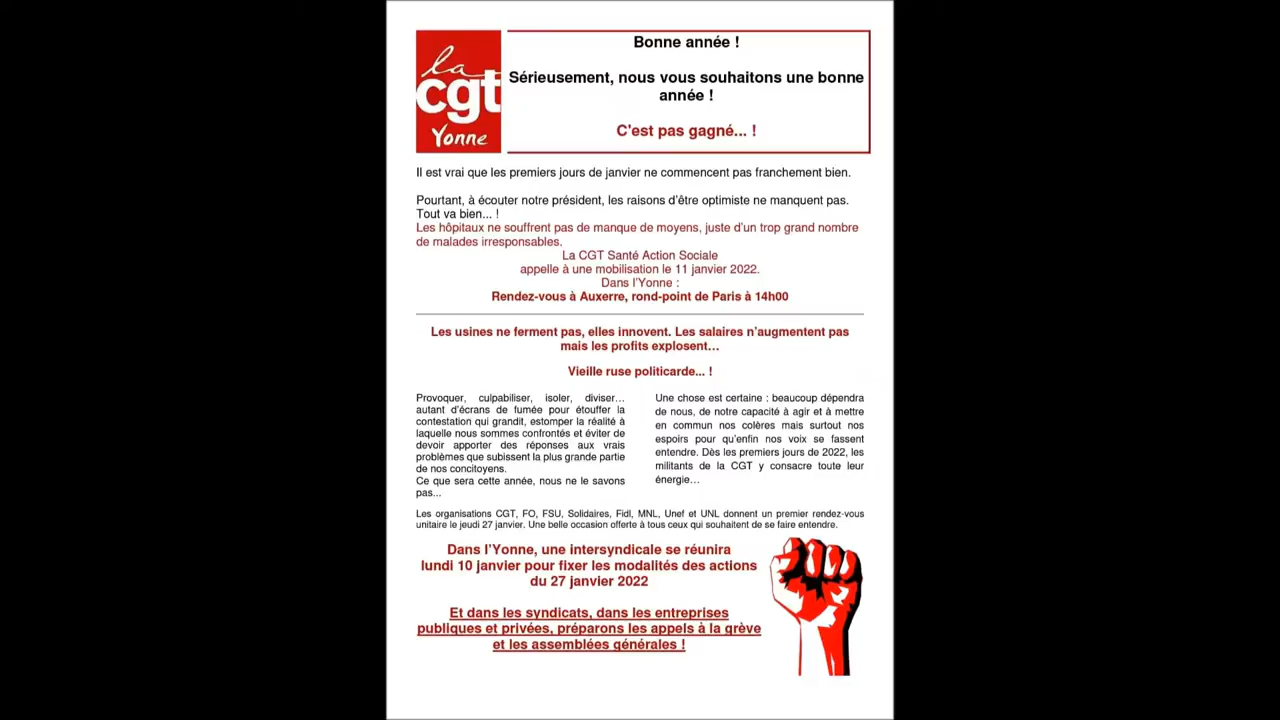 la
cgt
Yonne
Bonne année !
Sérieusement, nous vous souhaitons une bonne
année !
C'est pas gagné... !
Il est vrai que les premiers jours de janvier ne commencent pas franchement bien.
Pourtant, à écouter notre président, les raisons d'être optimiste ne manquent pas.
Tout va bien... !
Les hôpitaux ne souffrent pas de manque de moyens, juste d'un trop grand nombre
de malades irresponsables.
La CGT Santé Action Sociale
appelle à une mobilisation le 11 janvier 2022.
Dans l'Yonne :
Rendez-vous à Auxerre, rond-point de Paris à 14h00
Les usines ne ferment pas, elles innovent. Les salaires n'augmentent pas
mais les profits explosent…
Vieille ruse politicarde... !
Provoquer, culpabiliser, isoler, diviser…
autant d'écrans de fumée pour étouffer la
contestation qui grandit, estomper la réalité à
laquelle nous sommes confrontés et éviter de
devoir apporter des réponses aux vrais
problèmes que subissent la plus grande partie
de nos concitoyens.
Ce que sera cette année, nous ne le savons
pas...
Une chose est certaine : beaucoup dépendra
de nous, de notre capacité à agir et à mettre
en commun nos colères mais surtout nos
espoirs pour qu'enfin nos voix se fassent
entendre. Dès les premiers jours de 2022, les
militants de la CGT y consacre toute leur
énergie…
Les organisations CGT, FO, FSU, Solidaires, Fidl, MNL, Unef et UNL donnent un premier rendez-vous
unitaire le jeudi 27 janvier. Une belle occasion offerte à tous ceux qui souhaitent de se faire entendre.
Dans l'Yonne, une intersyndicale se réunira
lundi 10 janvier pour fixer les modalités des actions
du 27 janvier 2022
Et dans les syndicats, dans les entreprises
publiques et privées, préparons les appels à la grève
et les assemblées générales !